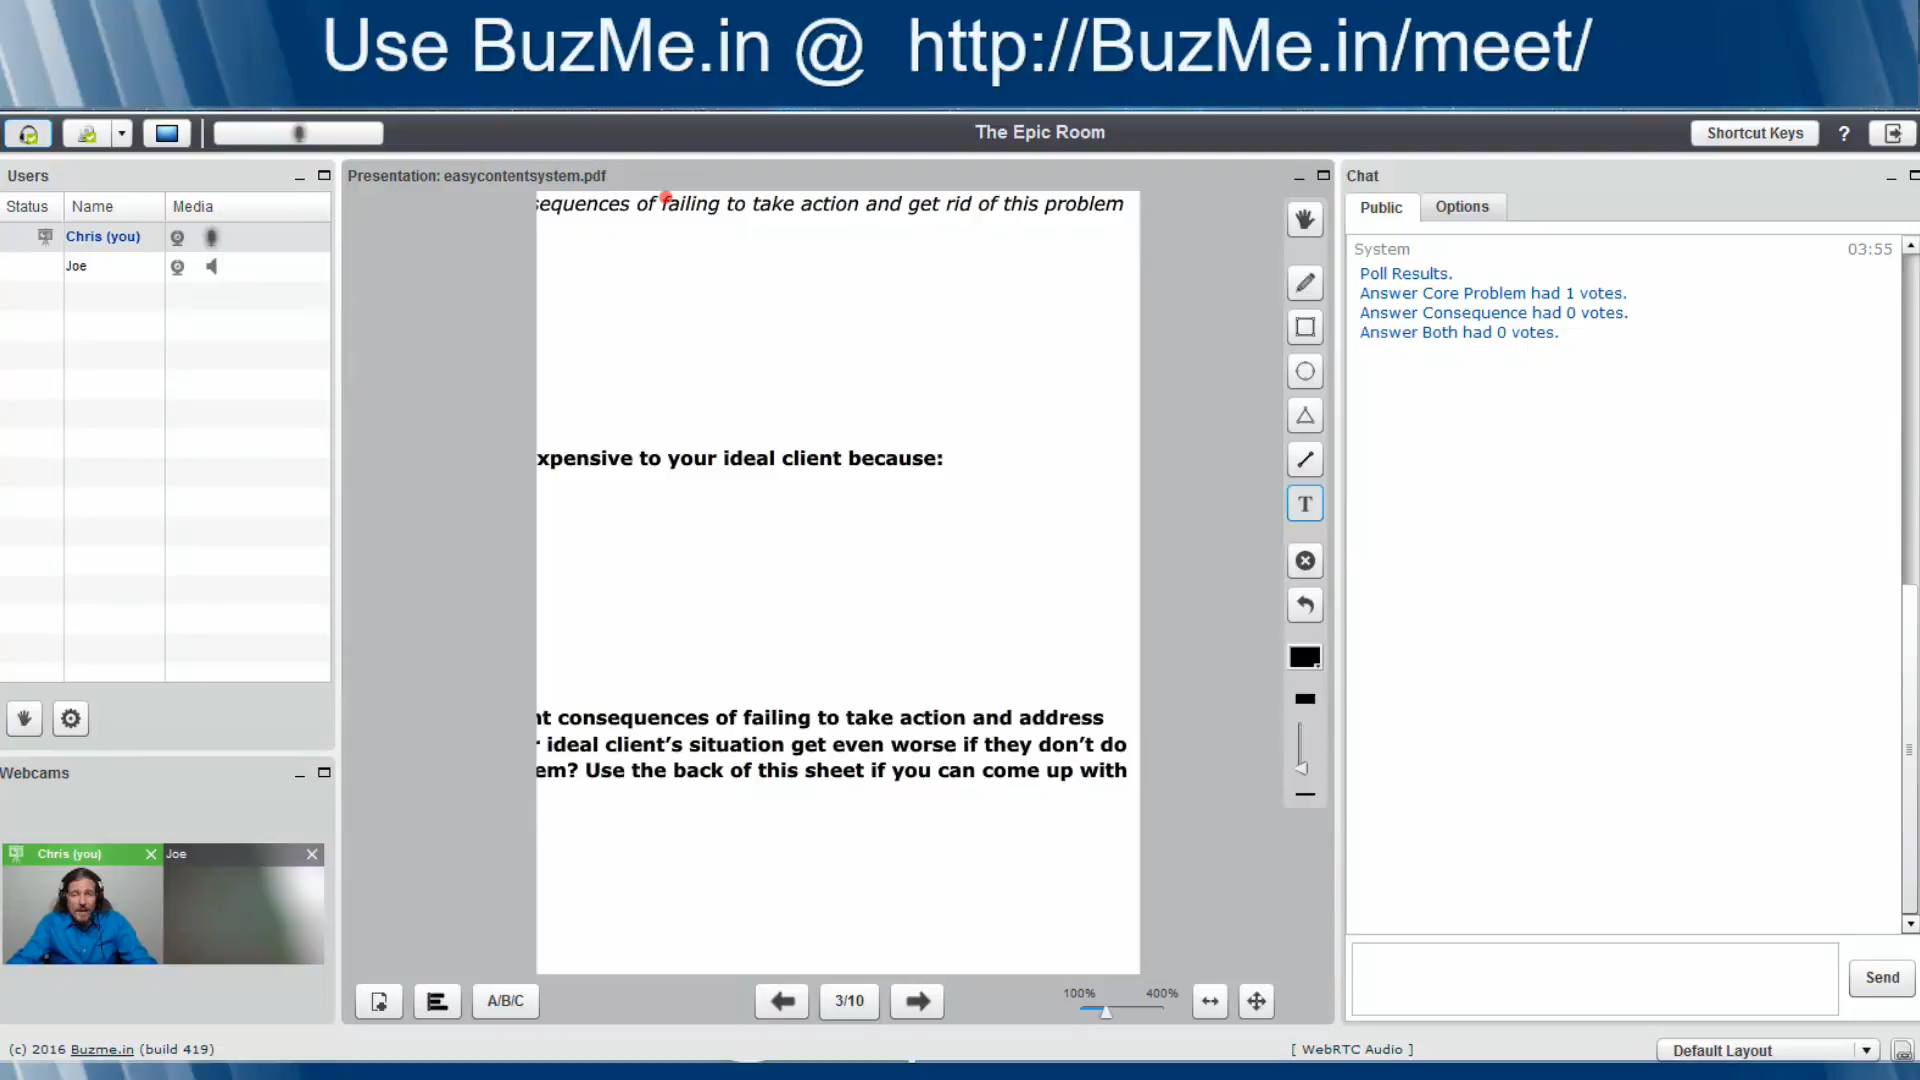 Use BuzMe.in @ http://BuzMe.in/meet/
The Epic Room
Shortcut Keys
?
Users
Status Name Media
Chris (you)
Joe
Webcams
Chris (you)
Joe
Presentation: easycontentsystem.pdf
sequences of failing to take action and get rid of this problem
xpensive to your ideal client because:
nt consequences of failing to take action and address
r ideal client's situation get even worse if they don't do
em? Use the back of this sheet if you can come up with
T
A/B/C
3/10
100% 400%
Chat
Public Options
System 03:55
Poll Results.
Answer Core Problem had 1 votes.
Answer Consequence had 0 votes.
Answer Both had 0 votes.
Send
(c) 2016 Buzme.in (build 419)
[ WebRTC Audio ]
Default Layout